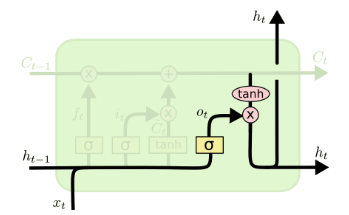 h_t
C_{t-1} x + C_t
tanh
f_t i_t C̃_t x o_t x
σ σ tanh σ
h_{t-1} h_t
x_t